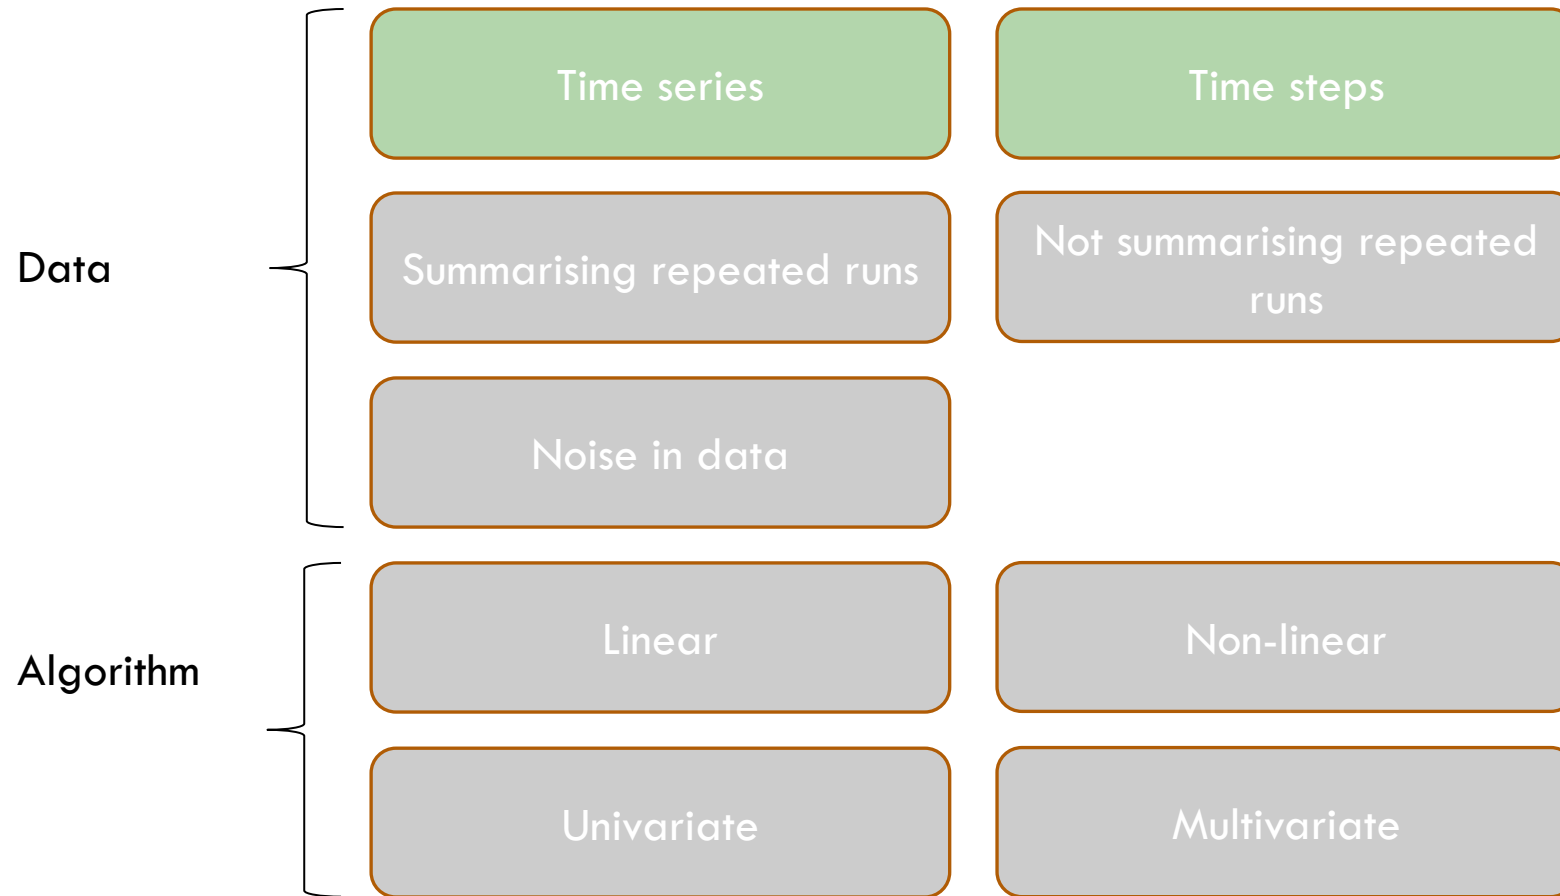 Time series
Time steps
Data
Summarising repeated runs
Not summarising repeated
runs
Noise in data
Algorithm
Linear
Non-linear
Univariate
Multivariate